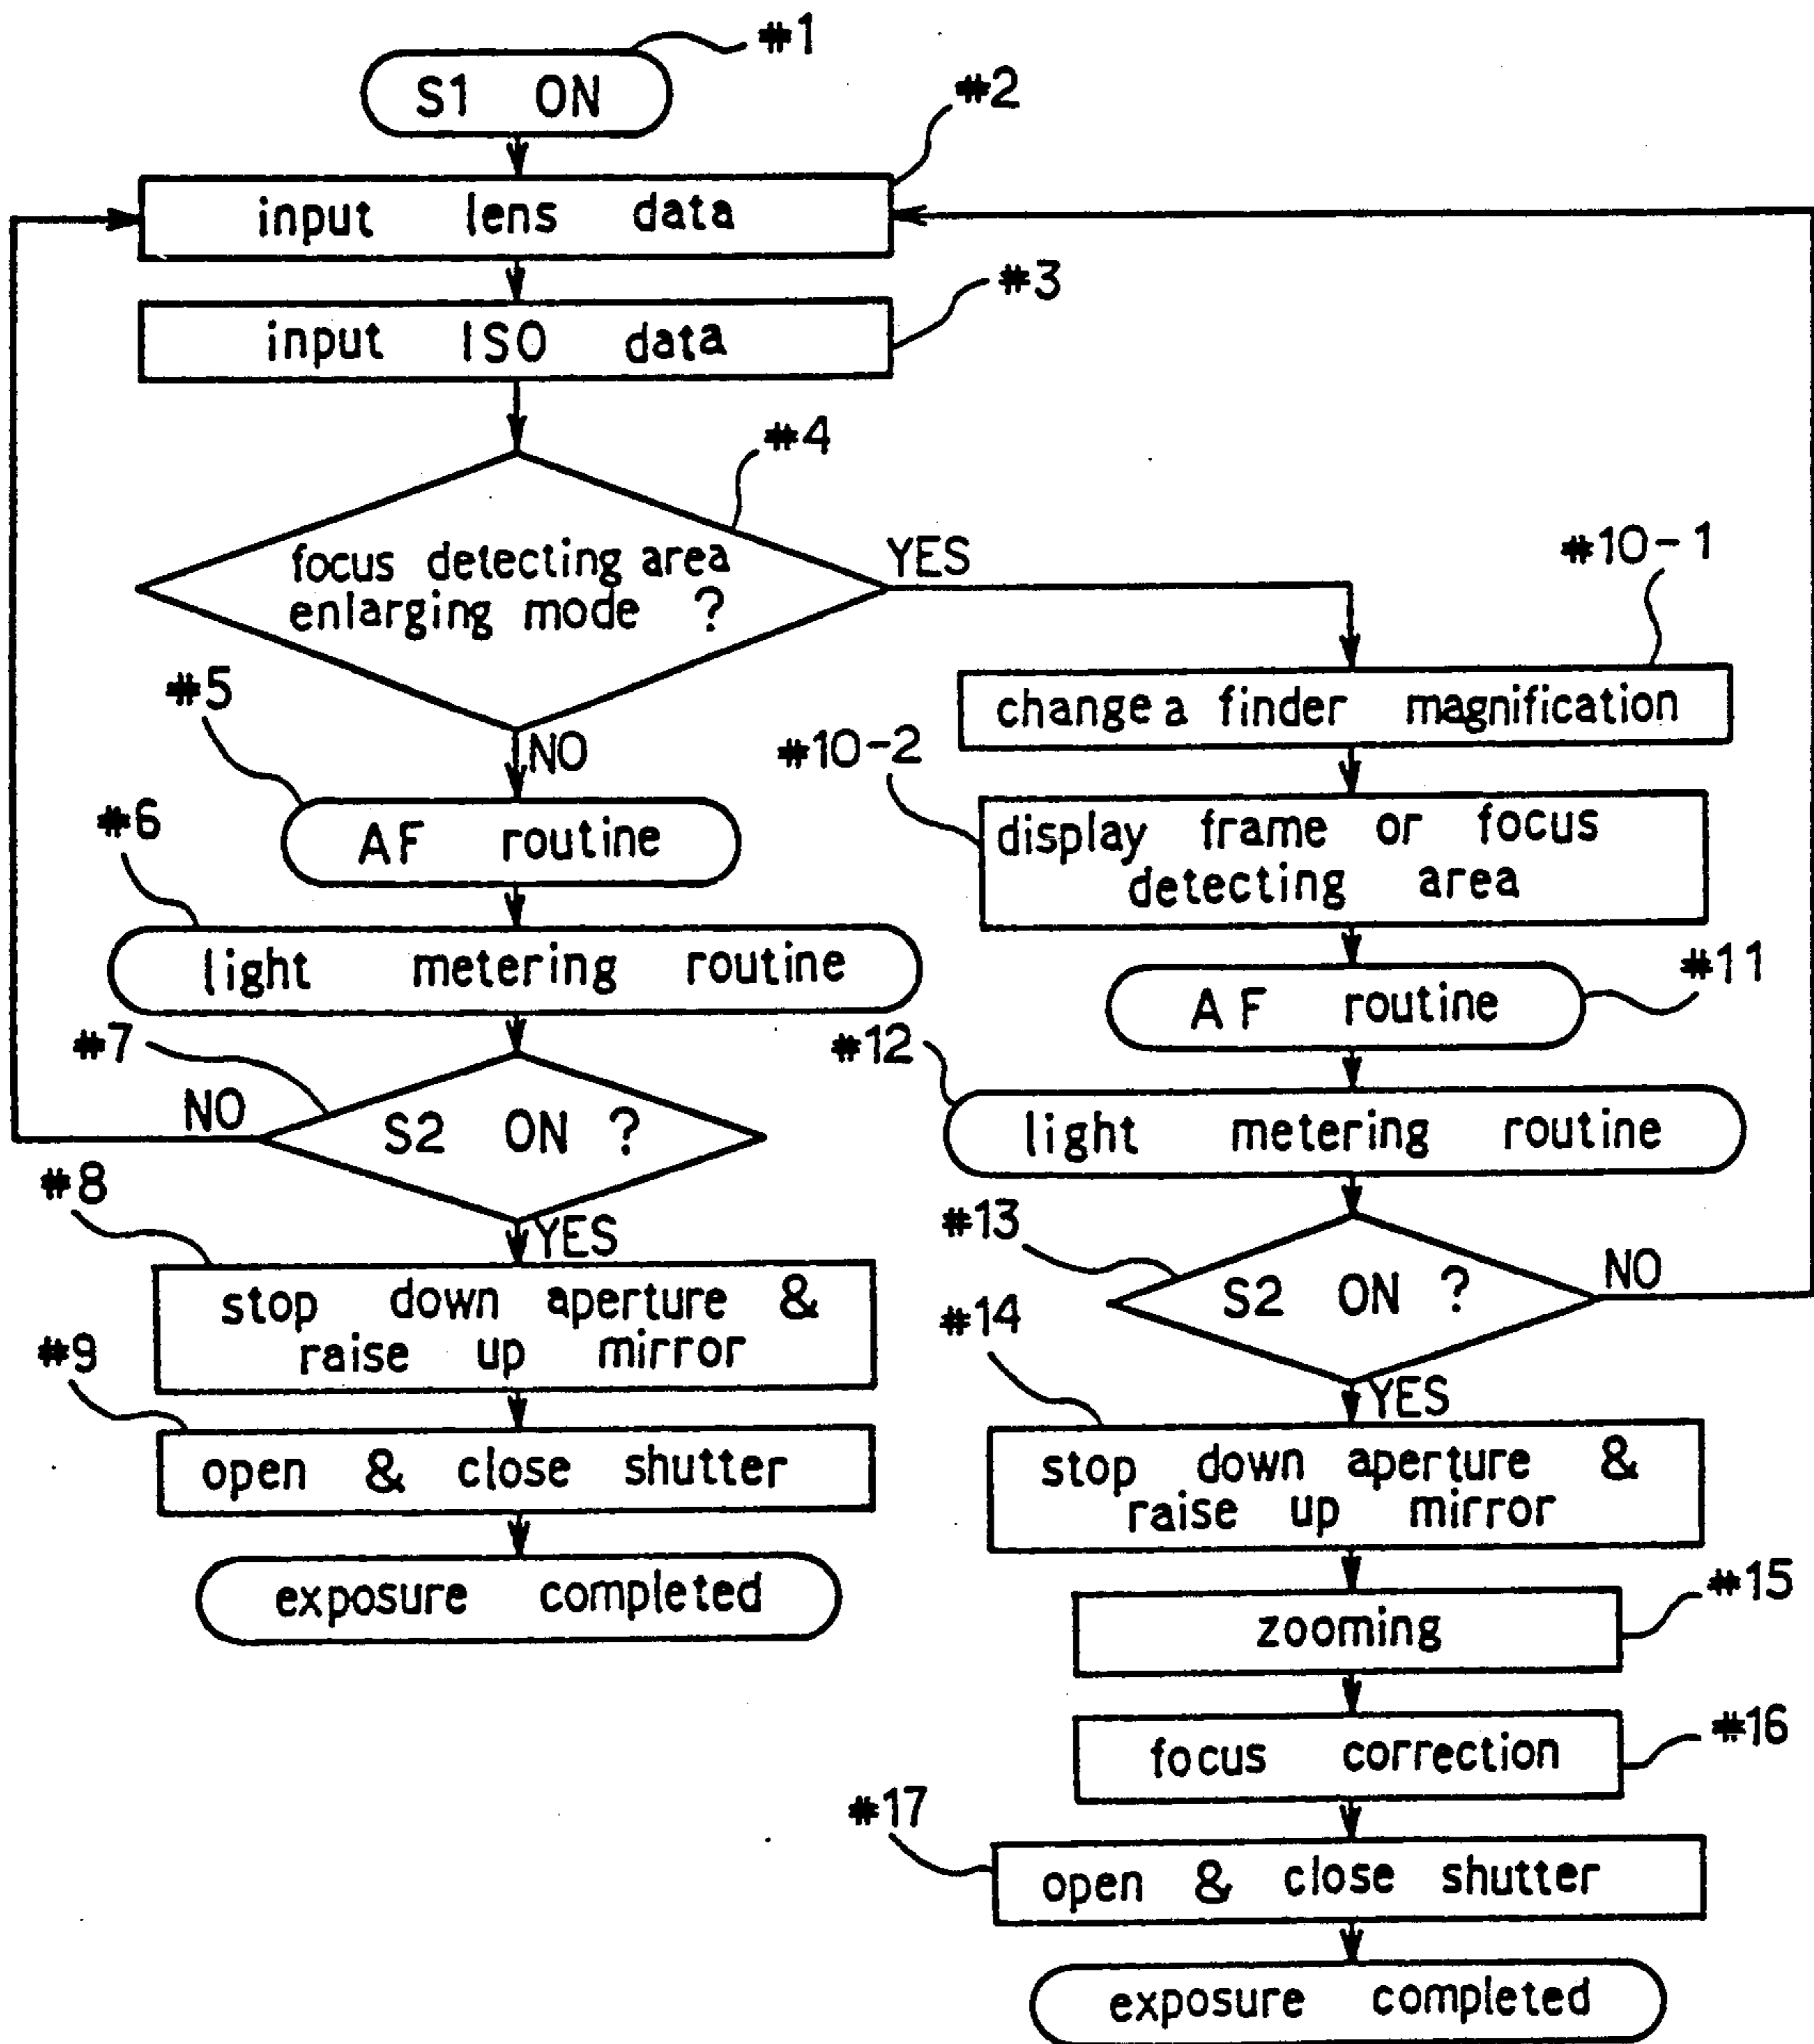 #1
S1 ON
#2
input lens data
#3
input ISO data
#4
focus detecting area
enlarging mode ?
YES
NO
#5
AF routine
#6
light metering routine
#7
S2 ON ?
NO
YES
#8
stop down aperture &
raise up mirror
#9
open & close shutter
exposure completed
#10-1
change a finder magnification
#10-2
display frame or focus
detecting area
#11
AF routine
#12
light metering routine
#13
S2 ON ?
NO
YES
#14
stop down aperture &
raise up mirror
#15
zooming
#16
focus correction
#17
open & close shutter
exposure completed